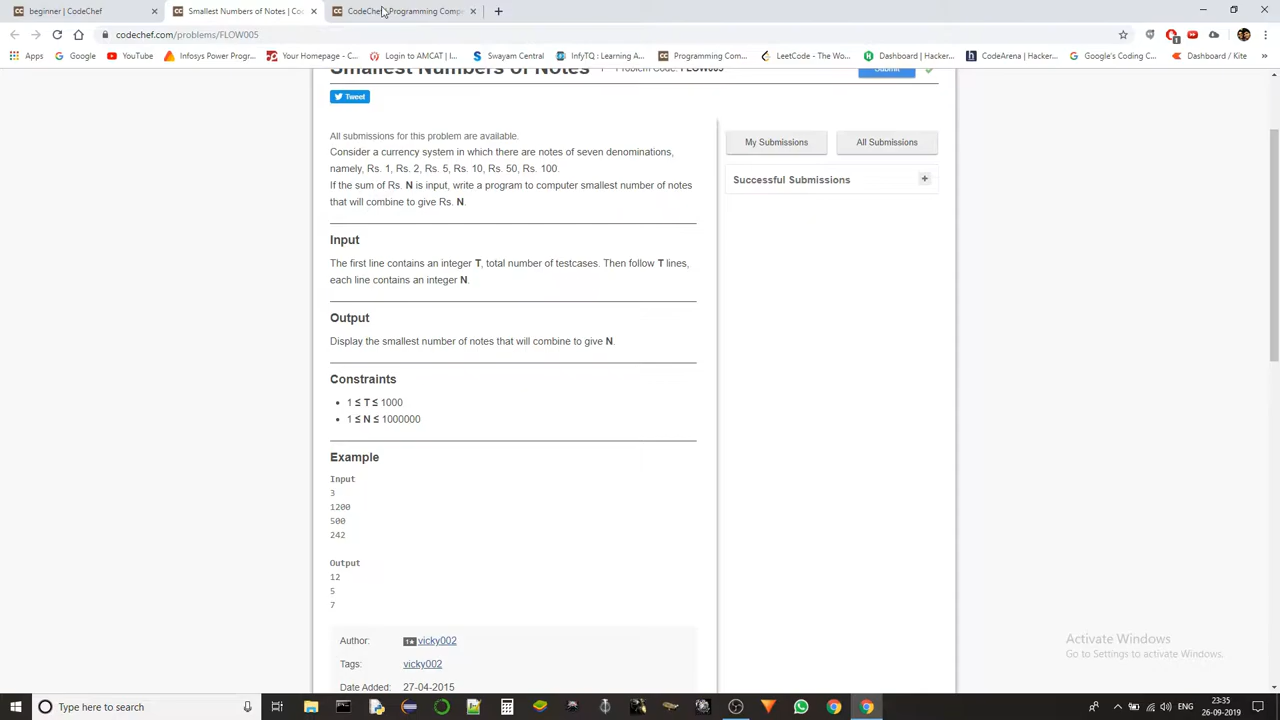 beginner | CodeChef
Smallest Numbers of Notes | Co
CodeChef
Programming Compe
codechef.com/problems/FLOW005
Apps
Google
YouTube
Infosys Power Progr...
Your Homepage - C...
Login to AMCAT | I...
Swayam Central
InfyTQ : Learning A...
Programming Com...
LeetCode - The Wo...
Dashboard | Hacker...
CodeArena | Hacker...
Google's Coding C...
Dashboard / Kite
Smallest Numbers of Notes
Problem Code: FLOW005
Submit
Tweet
All submissions for this problem are available.
Consider a currency system in which there are notes of seven denominations,
namely, Rs. 1, Rs. 2, Rs. 5, Rs. 10, Rs. 50, Rs. 100.
If the sum of Rs. N is input, write a program to computer smallest number of notes
that will combine to give Rs. N.
My Submissions
All Submissions
Successful Submissions
+
Input
The first line contains an integer T, total number of testcases. Then follow T lines,
each line contains an integer N.
Output
Display the smallest number of notes that will combine to give N.
Constraints
• 1 ≤ T ≤ 1000
• 1 ≤ N ≤ 1000000
Example
Input
3
1200
500
242
Output
12
5
7
Author: 1★ vicky002
Tags: vicky002
Date Added: 27-04-2015
Activate Windows
Go to Settings to activate Windows.
Type here to search
ENG
23:35
26-09-2019